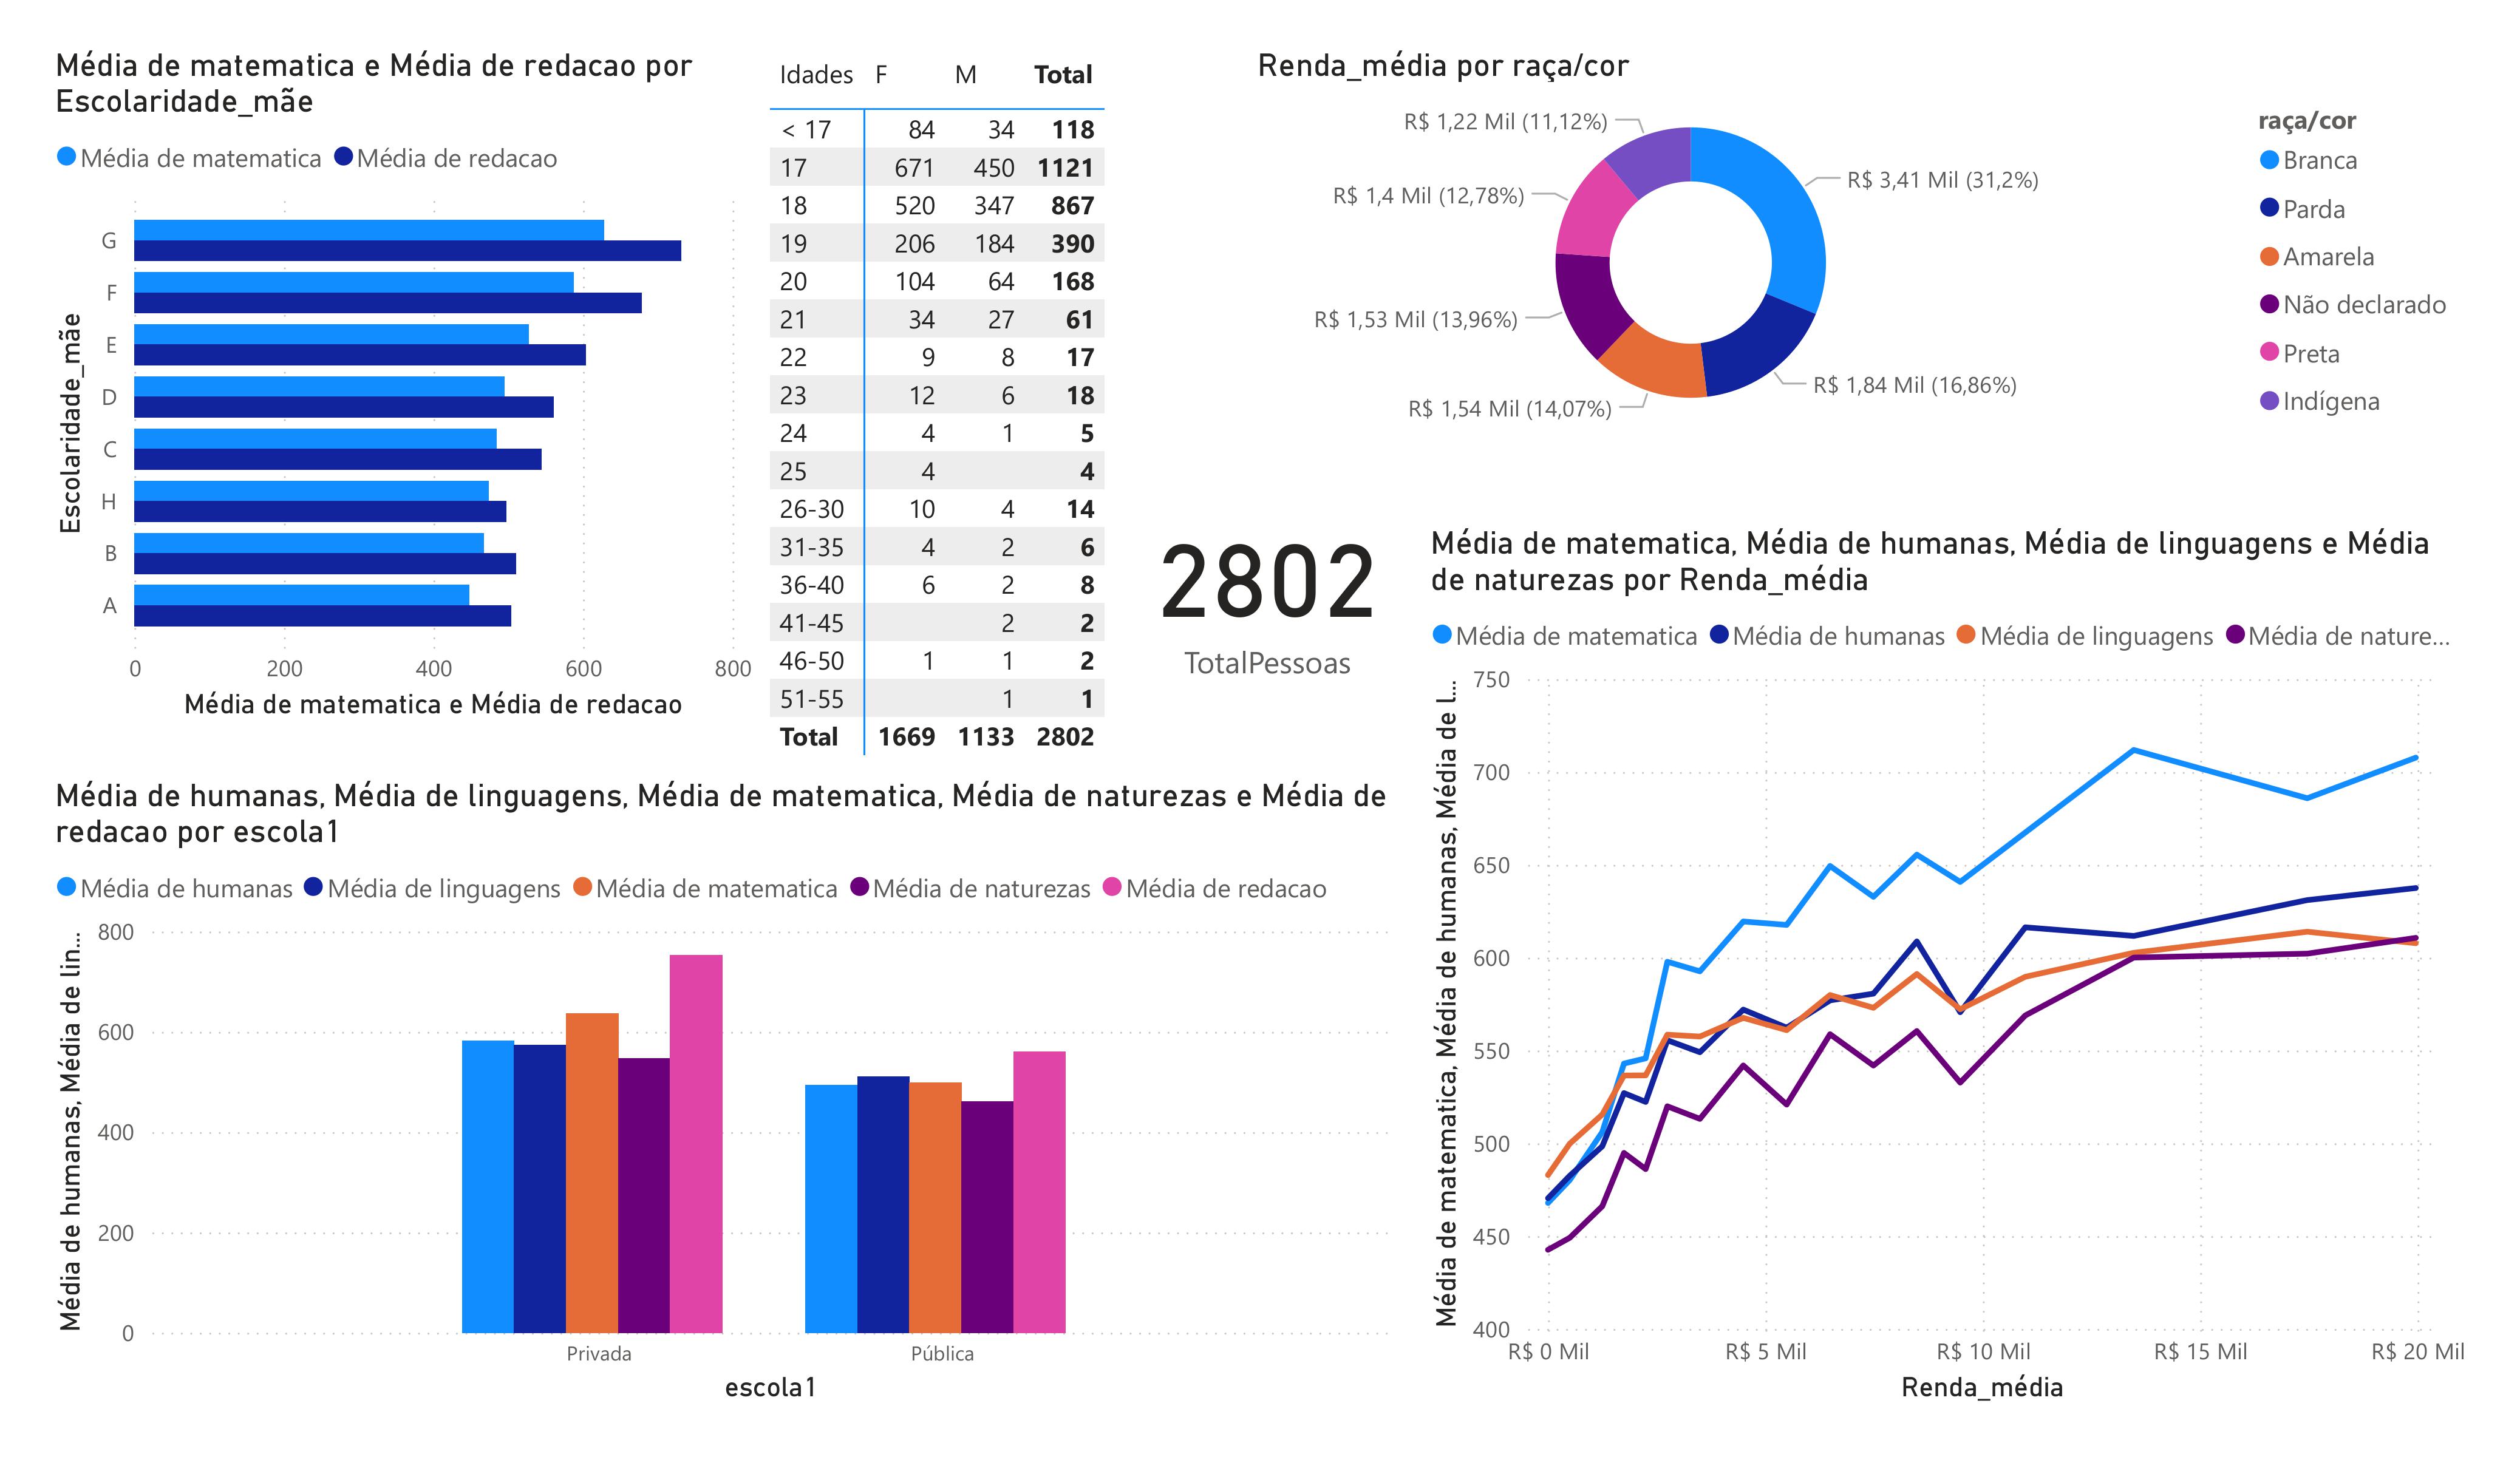 Média de matematica e Média de redacao por
Escolaridade_mãe
Média de matematica Média de redacao
Escolaridade_mãe
G
F
E
D
C
H
B
A
0 200 400 600 800
Média de matematica e Média de redacao
Idades F M Total
< 17 84 34 118
17 671 450 1121
18 520 347 867
19 206 184 390
20 104 64 168
21 34 27 61
22 9 8 17
23 12 6 18
24 4 1 5
25 4 4
26-30 10 4 14
31-35 4 2 6
36-40 6 2 8
41-45 2 2
46-50 1 1 2
51-55 1 1
Total 1669 1133 2802
Renda_média por raça/cor
R$ 1,22 Mil (11,12%)
R$ 3,41 Mil (31,2%)
R$ 1,4 Mil (12,78%)
R$ 1,53 Mil (13,96%)
R$ 1,84 Mil (16,86%)
R$ 1,54 Mil (14,07%)
raça/cor
Branca
Parda
Amarela
Não declarado
Preta
Indígena
2802
TotalPessoas
Média de matematica, Média de humanas, Média de linguagens e Média
de naturezas por Renda_média
Média de matematica Média de humanas Média de linguagens Média de nature...
Média de matematica, Média de humanas, Média de l...
750
700
650
600
550
500
450
400
R$ 0 Mil R$ 5 Mil R$ 10 Mil R$ 15 Mil R$ 20 Mil
Renda_média
Média de humanas, Média de linguagens, Média de matematica, Média de naturezas e Média de
redacao por escola1
Média de humanas Média de linguagens Média de matematica Média de naturezas Média de redacao
Média de humanas, Média de lin...
800
600
400
200
0
Privada Pública
escola1